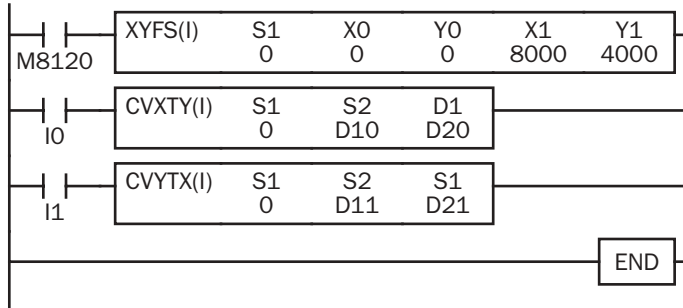 XYFS(I) S1 X0 Y0 X1 Y1
M8120 0 0 0 8000 4000
CVXTY(I) S1 S2 D1
I0 0 D10 D20
CVYTX(I) S1 S2 S1
I1 0 D11 D21
END